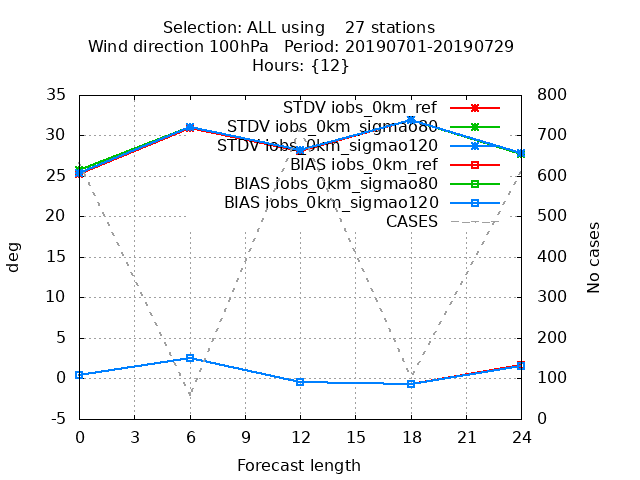 Selection: ALL using    27 stations
Wind direction 100hPa   Period: 20190701-20190729
Hours: {12}
STDV iobs_0km_ref
STDV iobs_0km_sigmao80
STDV iobs_0km_sigmao120
BIAS iobs_0km_ref
BIAS iobs_0km_sigmao80
BIAS iobs_0km_sigmao120
CASES
35
30
25
20
15
10
5
0
-5
deg
800
700
600
500
400
300
200
100
0
No cases
0 3 6 9 12 15 18 21 24
Forecast length